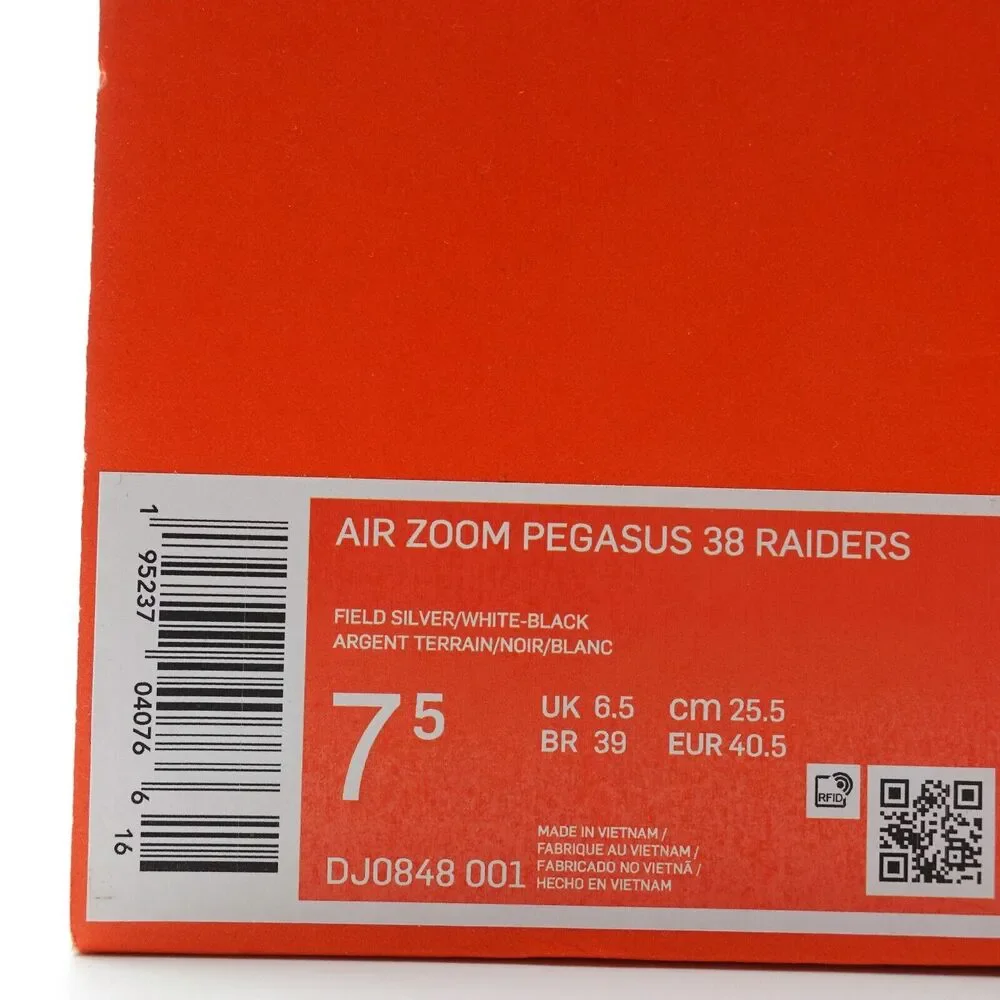 AIR ZOOM PEGASUS 38 RAIDERS
FIELD SILVER/WHITE-BLACK
ARGENT TERRAIN/NOIR/BLANC
7 5
UK 6.5 cm 25.5
BR 39 EUR 40.5
RFID
MADE IN VIETNAM /
FABRIQUE AU VIETNAM /
FABRICADO NO VIETNÃ /
HECHO EN VIETNAM
DJ0848 001
1 95237 04076 6 16